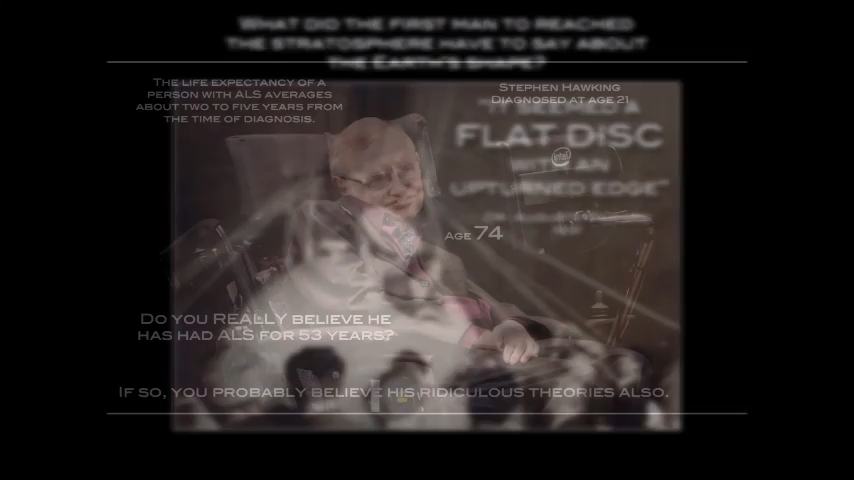 What did the first man to reached
the stratosphere have to say about
the Earth's shape?
The life expectancy of a
person with ALS averages
about two to five years from
the time of diagnosis.
Stephen Hawking
diagnosed at age 21
"It seemed a
flat disc
with an
upturned edge"
intel
Age 74
Do you REALLY believe he
has had ALS for 53 years?
If so, you probably believe his ridiculous theories also.